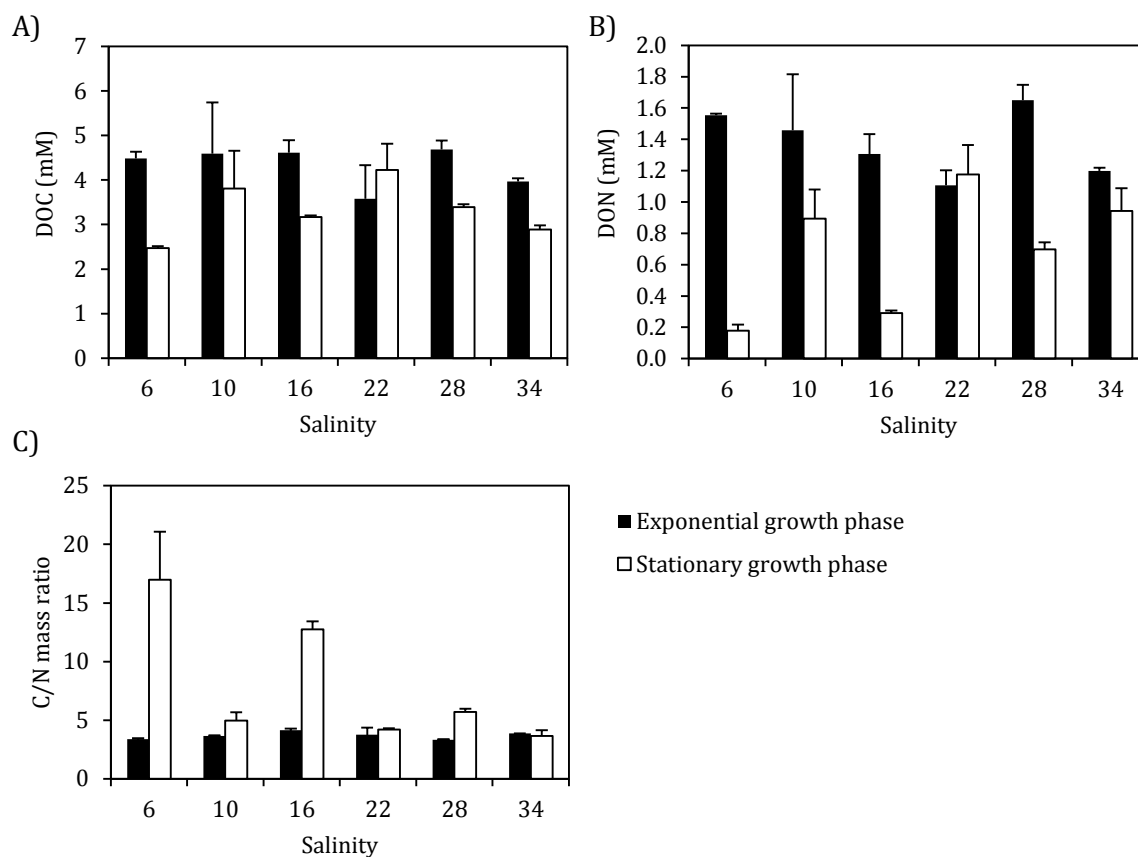 A)
DOC (mM)
7
6
5
4
3
2
1
0
6 10 16 22 28 34
Salinity
B)
DON (mM)
2.0
1.8
1.6
1.4
1.2
1.0
0.8
0.6
0.4
0.2
0.0
6 10 16 22 28 34
Salinity
C)
C/N mass ratio
25
20
15
10
5
0
6 10 16 22 28 34
Salinity
Exponential growth phase
Stationary growth phase